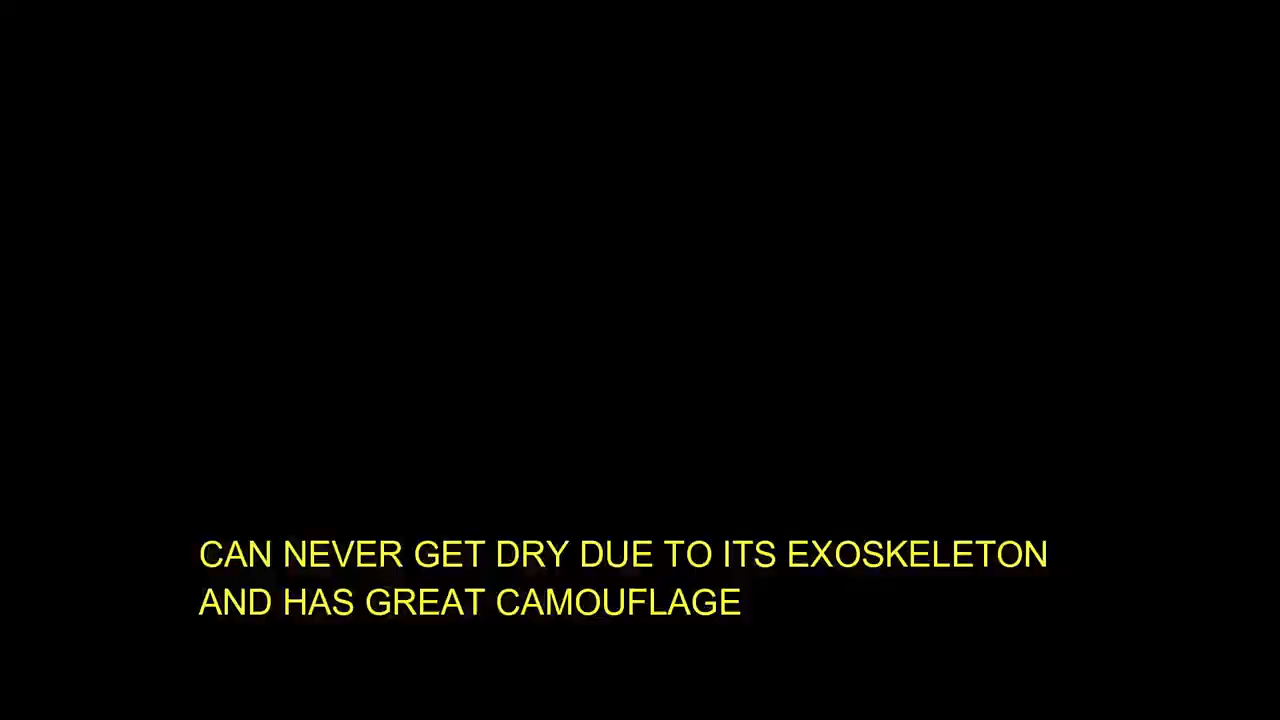 CAN NEVER GET DRY DUE TO ITS EXOSKELETON
AND HAS GREAT CAMOUFLAGE